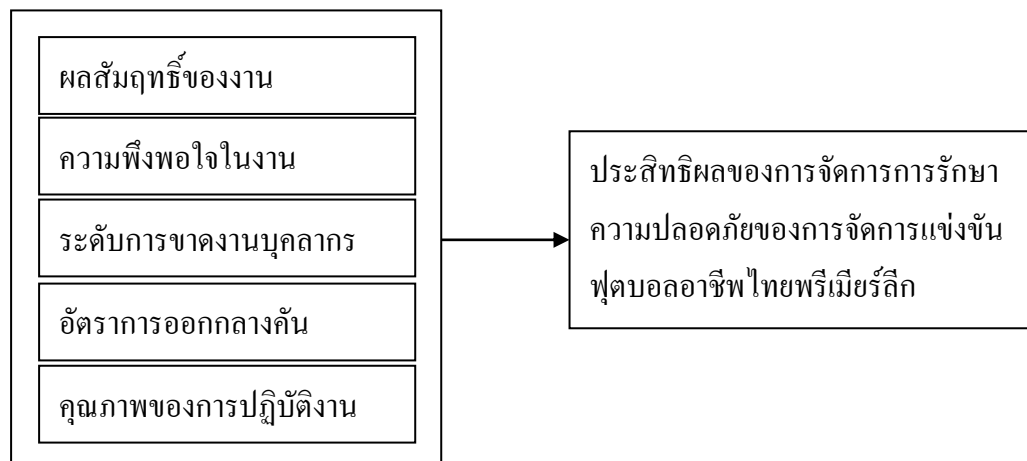 ผลสัมฤทธิ์ของงาน
ความพึงพอใจในงาน
ระดับการขาดงานบุคลากร
อัตราการออกกลางคัน
คุณภาพของการปฏิบัติงาน
ประสิทธิผลของการจัดการการรักษา
ความปลอดภัยของการจัดการแข่งขัน
ฟุตบอลอาชีพไทยพรีเมียร์ลีก